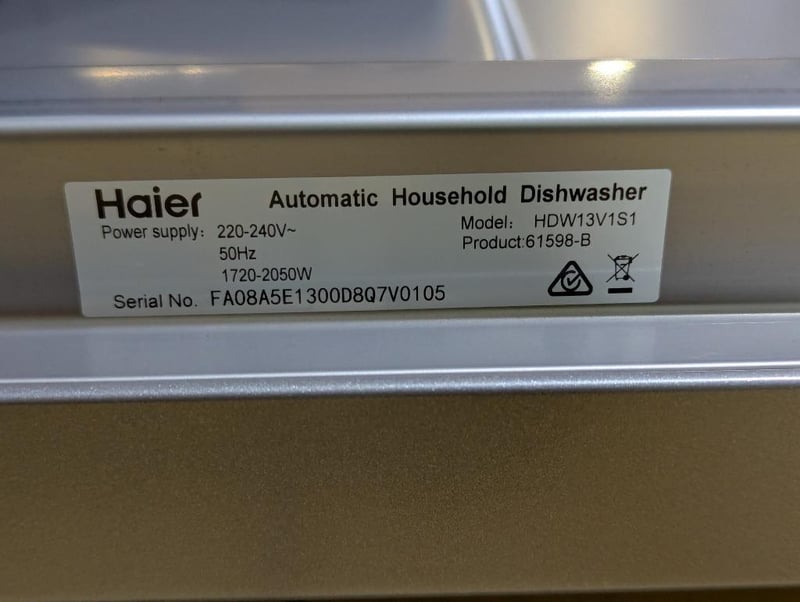 Haier Automatic Household Dishwasher
Power supply: 220-240V~ Model: HDW13V1S1
50Hz Product:61598-B
1720-2050W
Serial No. FA08A5E1300D8Q7V0105